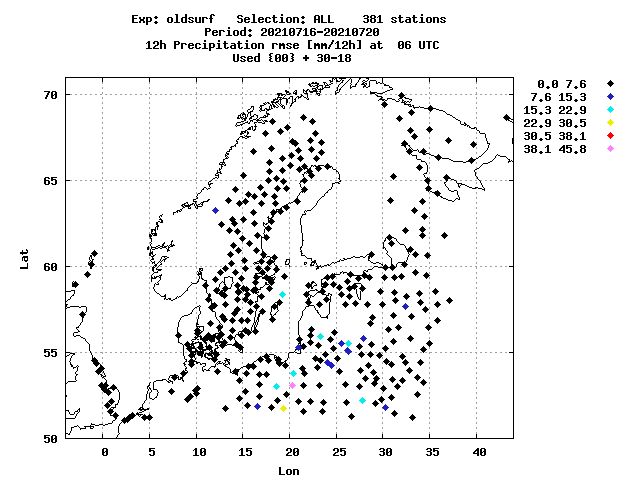 Exp: oldsurf   Selection: ALL    381 stations
Period: 20210716-20210720
12h Precipitation rmse [mm/12h] at  06 UTC
Used {00} + 30-18
0.0 7.6
7.6 15.3
15.3 22.9
22.9 30.5
30.5 38.1
38.1 45.8
70
65
60
55
50
Lat
0 5 10 15 20 25 30 35 40
Lon